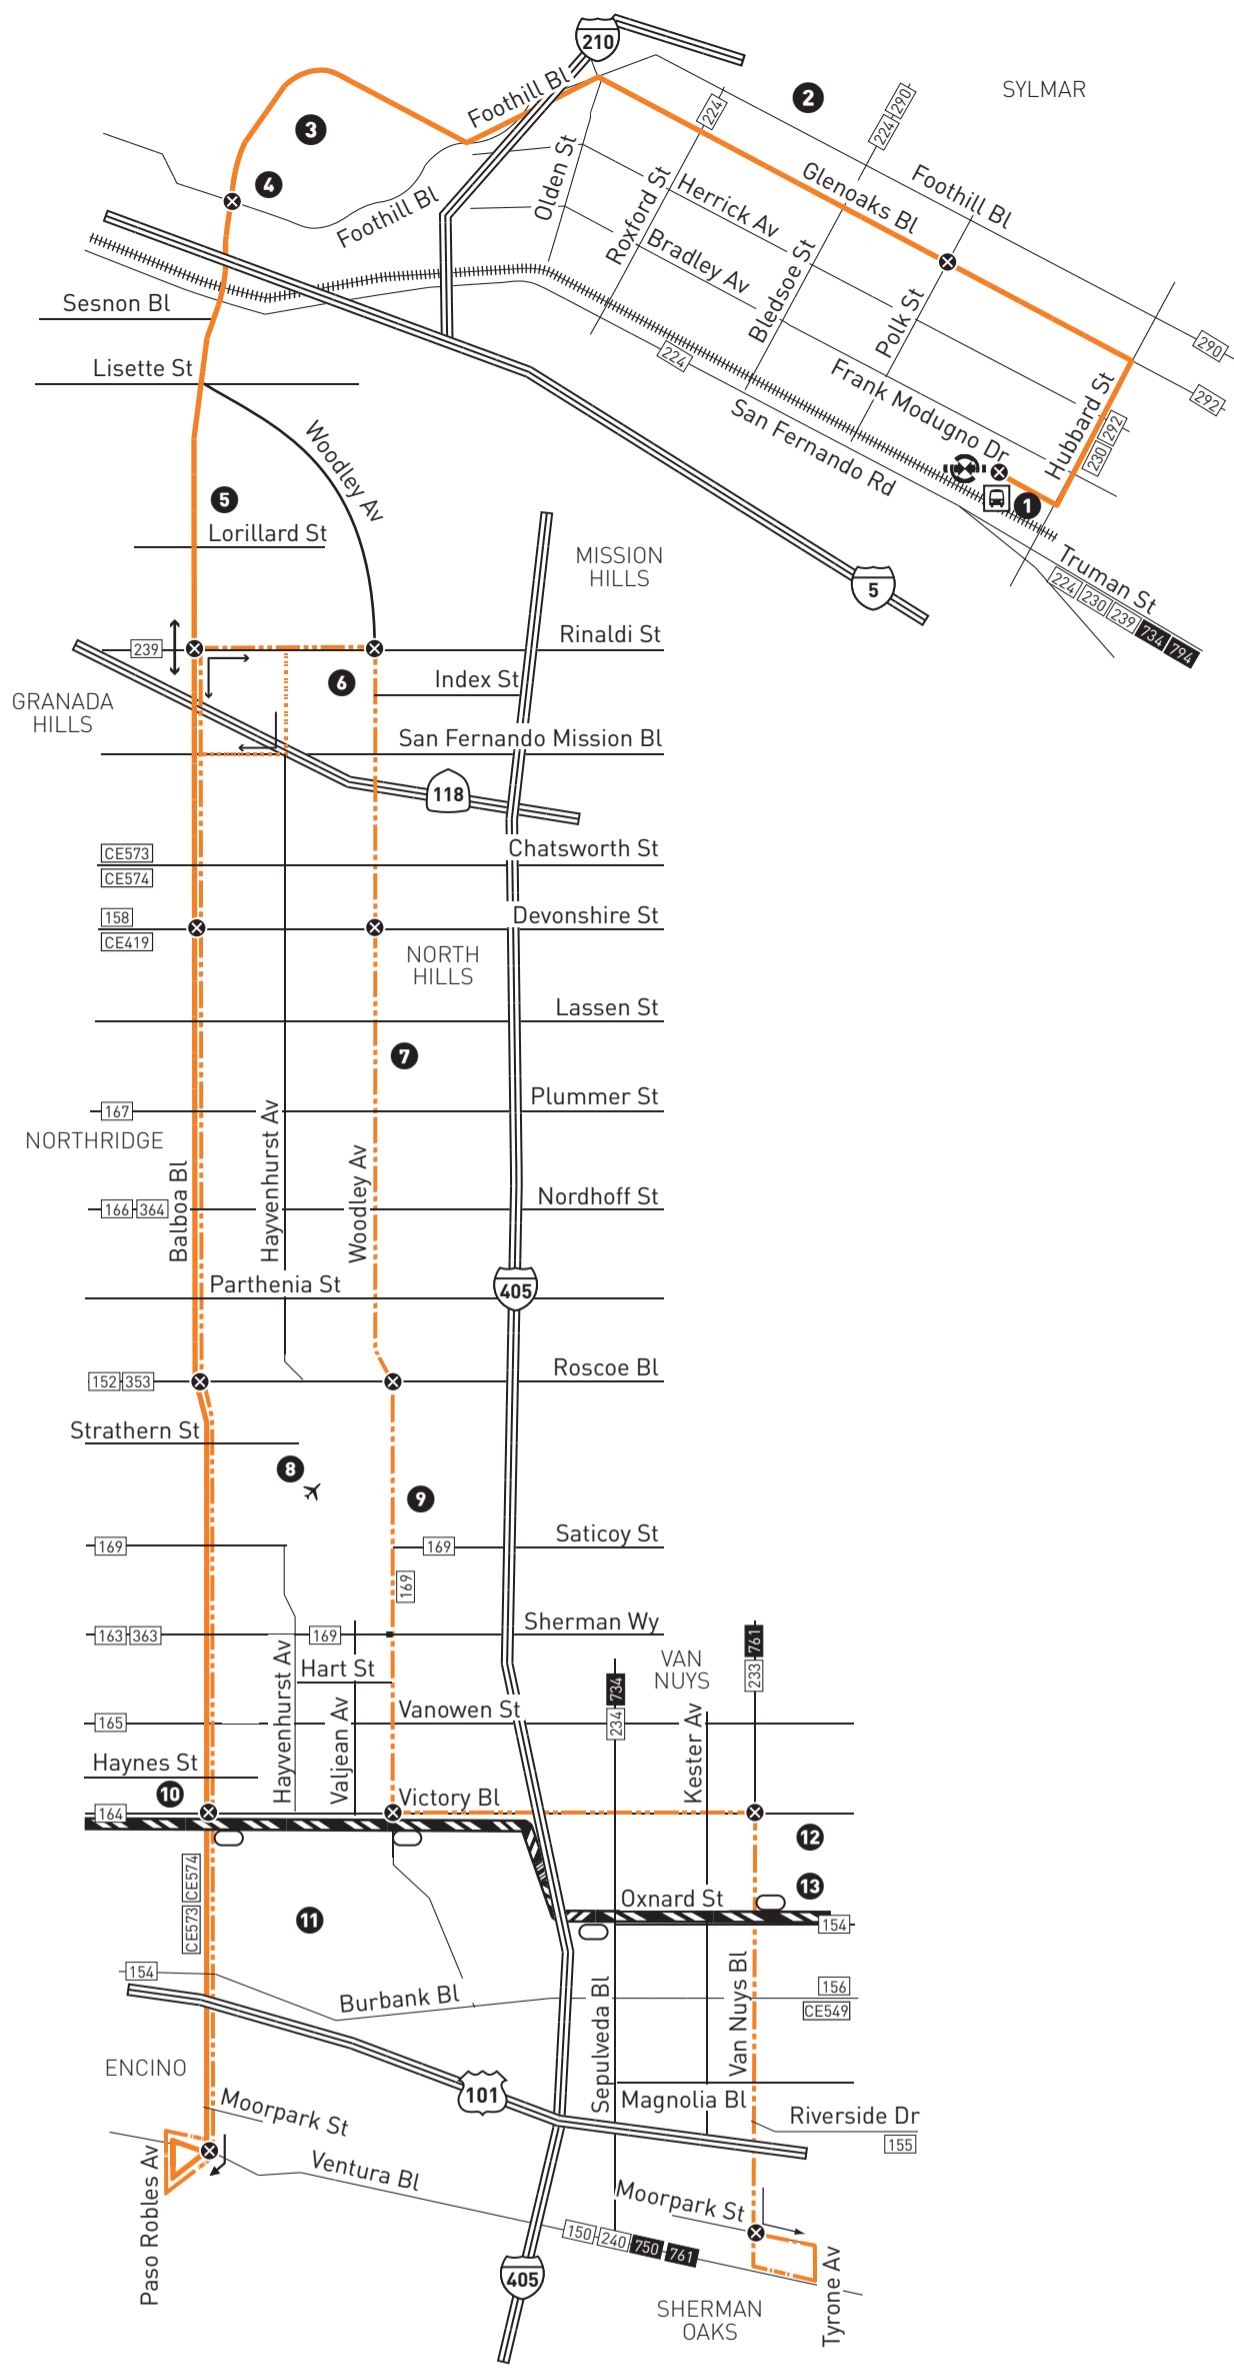 210
SYLMAR
2
Foothill Bl
224
224
290
3
Olden St
Roxford St
Herrick Av
Glenoaks Bl
Foothill Bl
4
Foothill Bl
Bradley Av
Bledsoe St
Polk St
Sesnon Bl
290
Lisette St
224
Frank Modugno Dr
Hubbard St
292
230
292
San Fernando Rd
Woodley Av
5
1
Lorillard St
MISSION
HILLS
5
Truman St
224
230
239
734
794
239
Rinaldi St
6
Index St
GRANADA
HILLS
San Fernando Mission Bl
118
CE573
Chatsworth St
CE574
158
Devonshire St
CE419
NORTH
HILLS
Lassen St
7
167
Plummer St
NORTHRIDGE
Balboa Bl
Hayvenhurst Av
Woodley Av
166
364
Nordhoff St
Parthenia St
405
152
353
Roscoe Bl
Strathern St
8
9
169
169
Saticoy St
169
163
363
169
Sherman Wy
VAN
NUYS
761
233
734
234
Hart St
Hayvenhurst Av
Valjean Av
Kester Av
165
Vanowen St
Haynes St
10
164
Victory Bl
12
CE574
CE573
13
11
Oxnard St
154
154
Burbank Bl
156
CE549
Sepulveda Bl
Van Nuys Bl
ENCINO
101
Magnolia Bl
Riverside Dr
155
Moorpark St
Paso Robles Av
Ventura Bl
Moorpark St
150
240
750
761
405
Tyrone Av
SHERMAN
OAKS